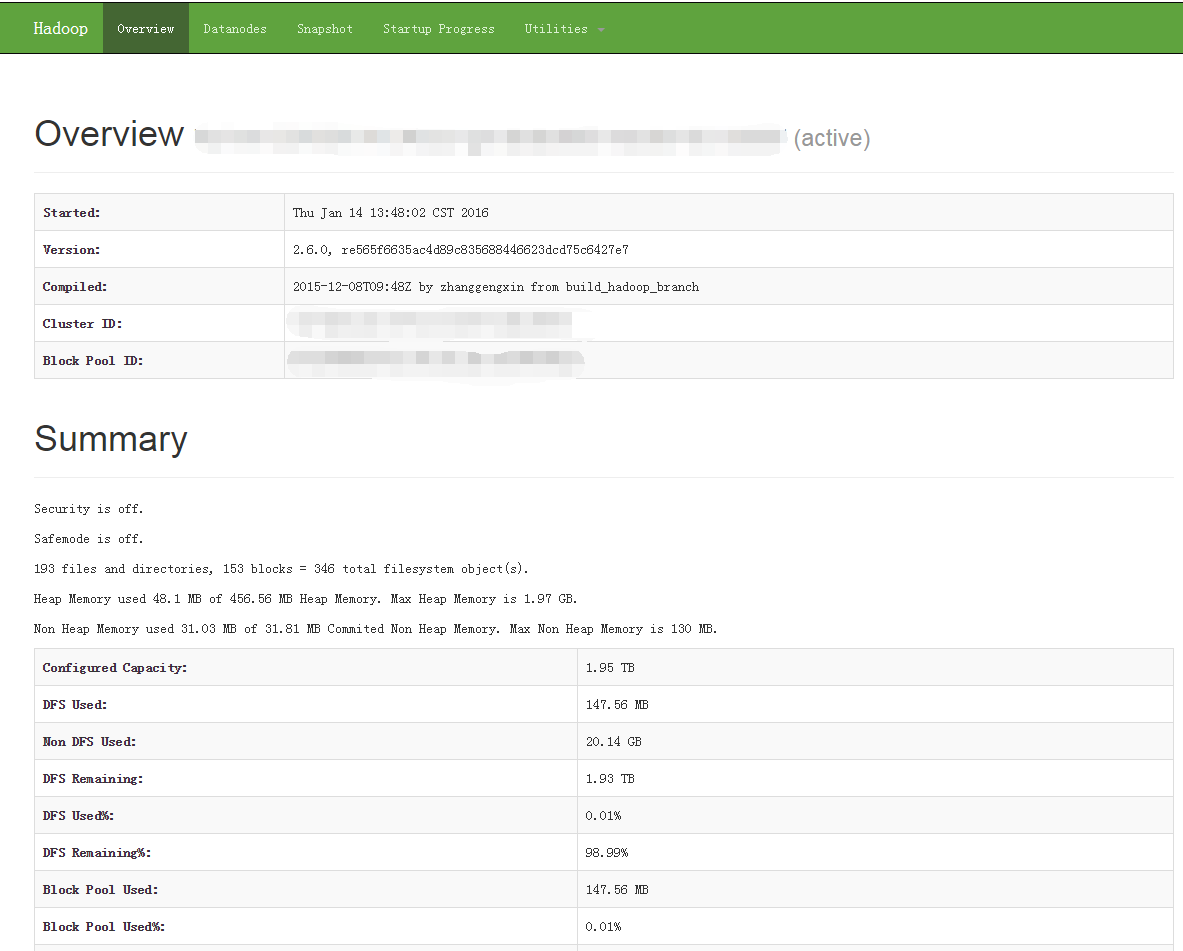 Hadoop Overview Datanodes Snapshot Startup Progress Utilities
Overview (active)
Started: Thu Jan 14 13:48:02 CST 2016
Version: 2.6.0, re565f6635ac4d89c835688446623dcd75c6427e7
Compiled: 2015-12-08T09:48Z by zhanggengxin from build_hadoop_branch
Cluster ID:
Block Pool ID:
Summary
Security is off.
Safemode is off.
193 files and directories, 153 blocks = 346 total filesystem object(s).
Heap Memory used 48.1 MB of 456.56 MB Heap Memory. Max Heap Memory is 1.97 GB.
Non Heap Memory used 31.03 MB of 31.81 MB Commited Non Heap Memory. Max Non Heap Memory is 130 MB.
Configured Capacity: 1.95 TB
DFS Used: 147.56 MB
Non DFS Used: 20.14 GB
DFS Remaining: 1.93 TB
DFS Used%: 0.01%
DFS Remaining%: 98.99%
Block Pool Used: 147.56 MB
Block Pool Used%: 0.01%